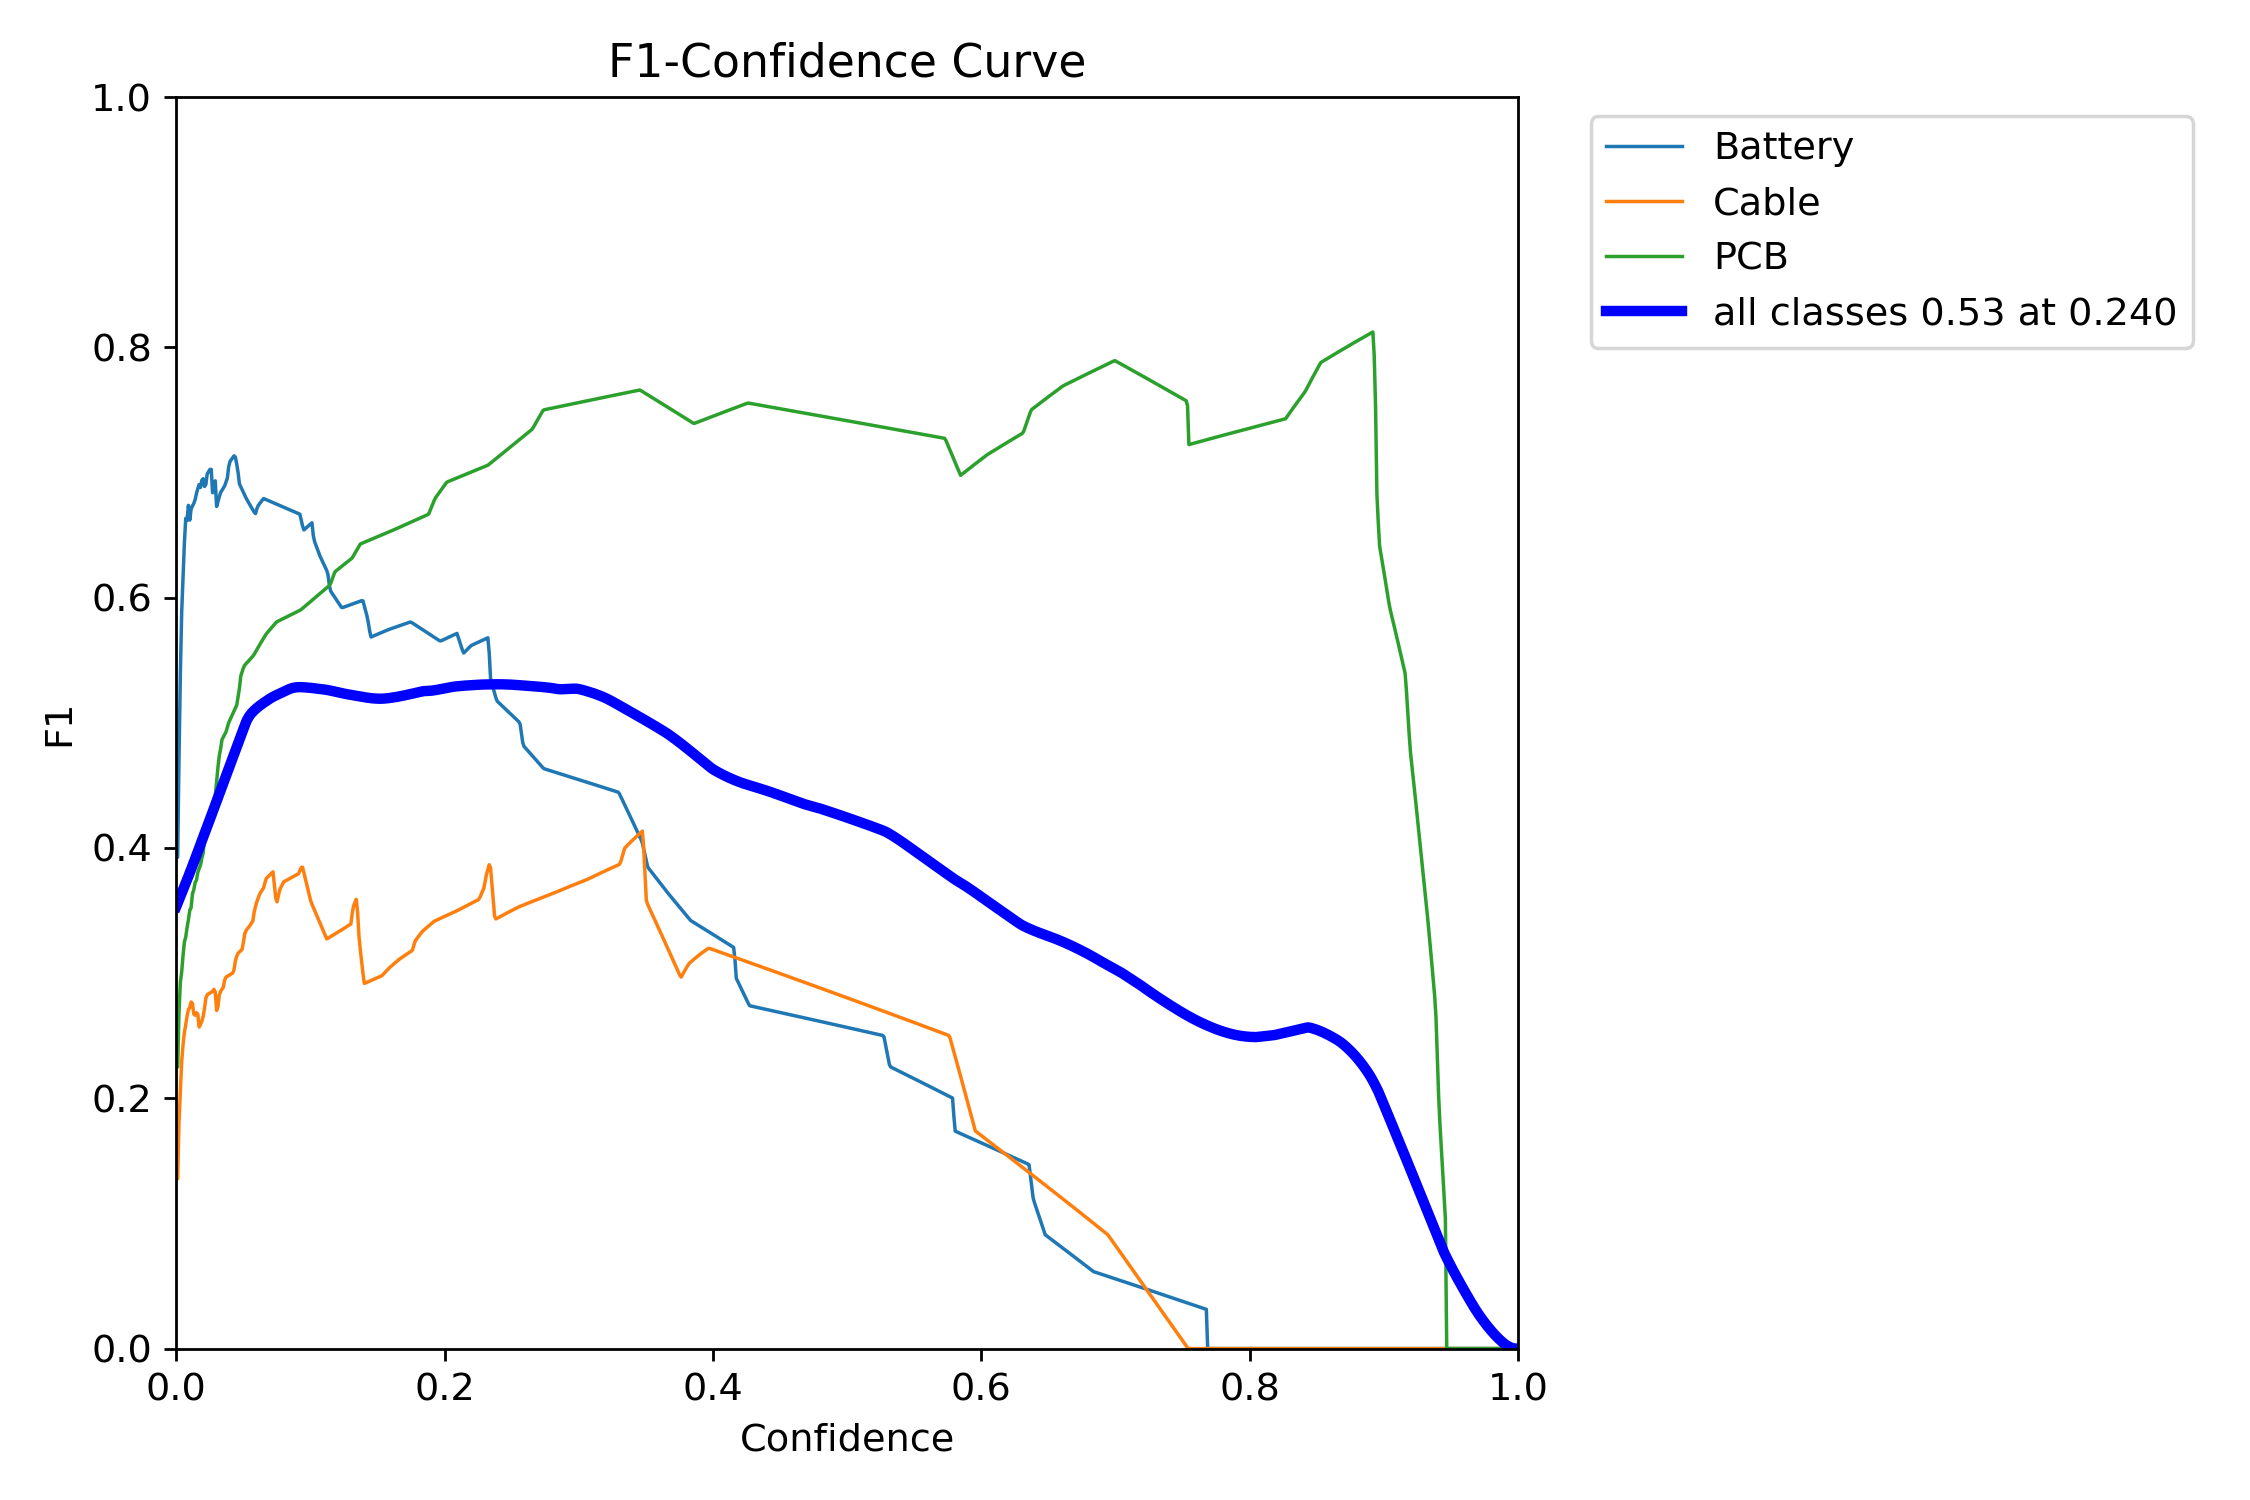 F1-Confidence Curve
1.0
0.8
0.6
0.4
0.2
0.0
F1
0.0 0.2 0.4 0.6 0.8 1.0
Confidence
Battery
Cable
PCB
all classes 0.53 at 0.240